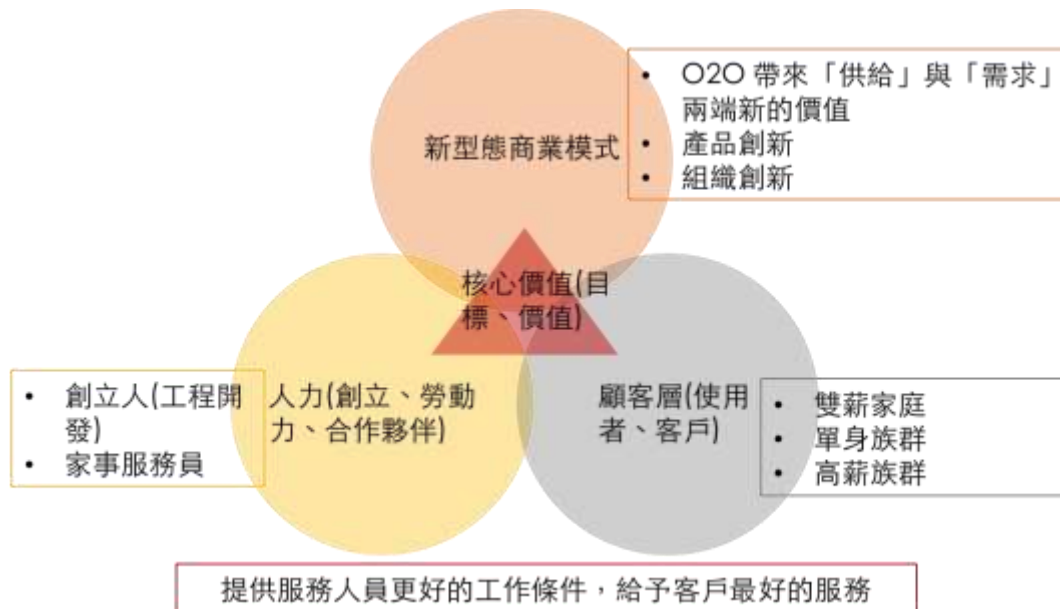 • O2O 帶來「供給」與「需求」
兩端新的價值
• 產品創新
• 組織創新
新型態商業模式
核心價值(目
標、價值)
• 創立人(工程開
發)
• 家事服務員
人力(創立、勞動
力、合作夥伴)
顧客層(使用
者、客戶)
• 雙薪家庭
• 單身族群
• 高薪族群
提供服務人員更好的工作條件，給予客戶最好的服務